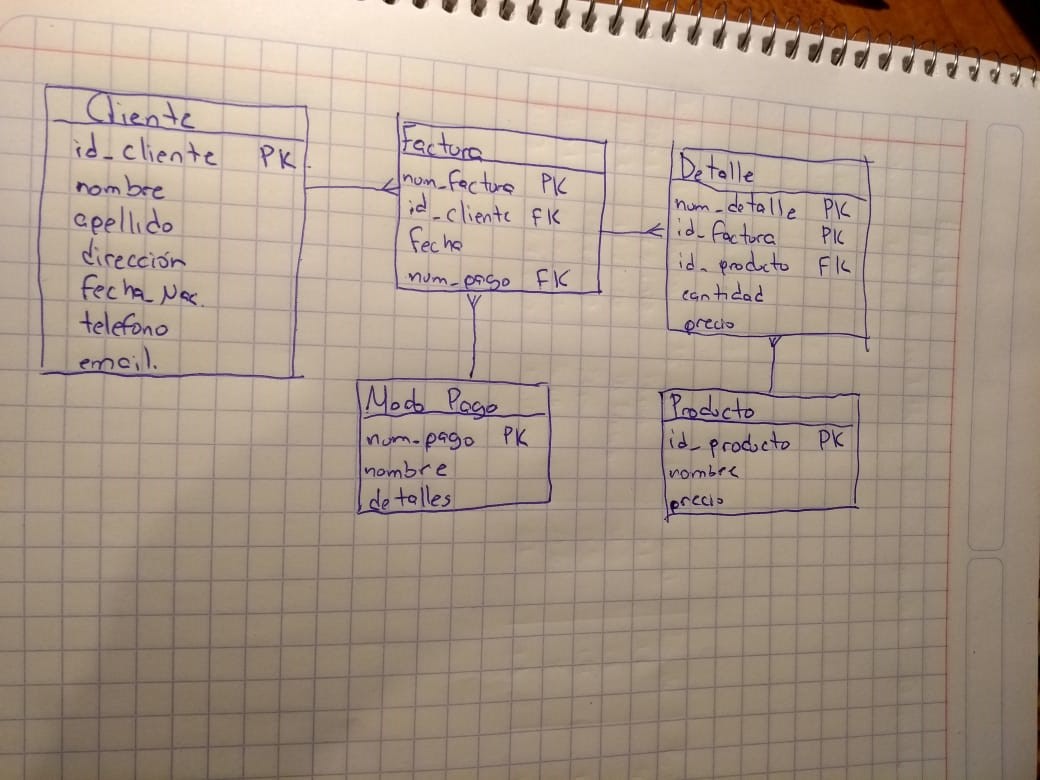 Cliente
id_cliente PK
nombre
apellido
dirección
fecha_Nac.
telefono
email.
Factura
num_factura PK
id_cliente FK
fecha
num_pago FK
Detalle
num_detalle PK
id_factura PK
id_producto FK
cantidad
precio
Modo Pago
num_pago PK
nombre
detalles
Producto
id_producto PK
nombre
precio